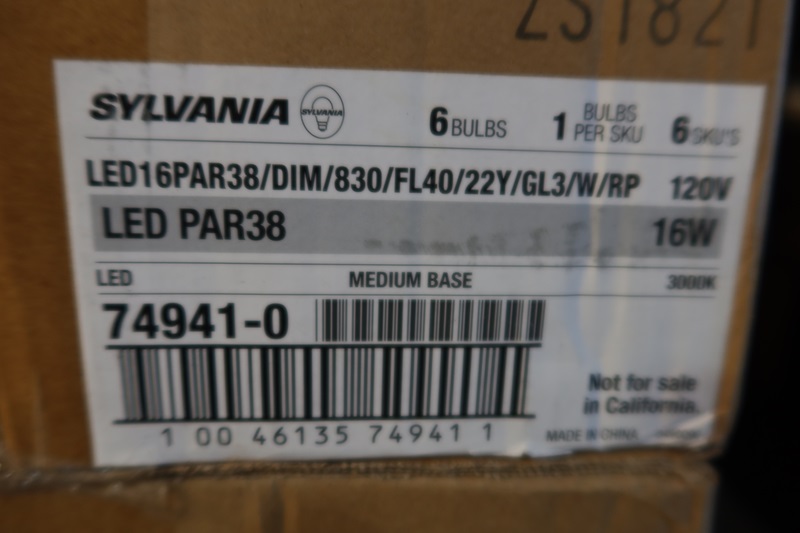 ZS1821
SYLVANIA SYLVANIA 6 BULBS 1 BULBS PER SKU 6 SKU'S
LED16PAR38/DIM/830/FL40/22Y/GL3/W/RP 120V
LED PAR38 16W
LED MEDIUM BASE 3000K
74941-0
Not for sale
in California.
1 00 46135 74941 1
MADE IN CHINA